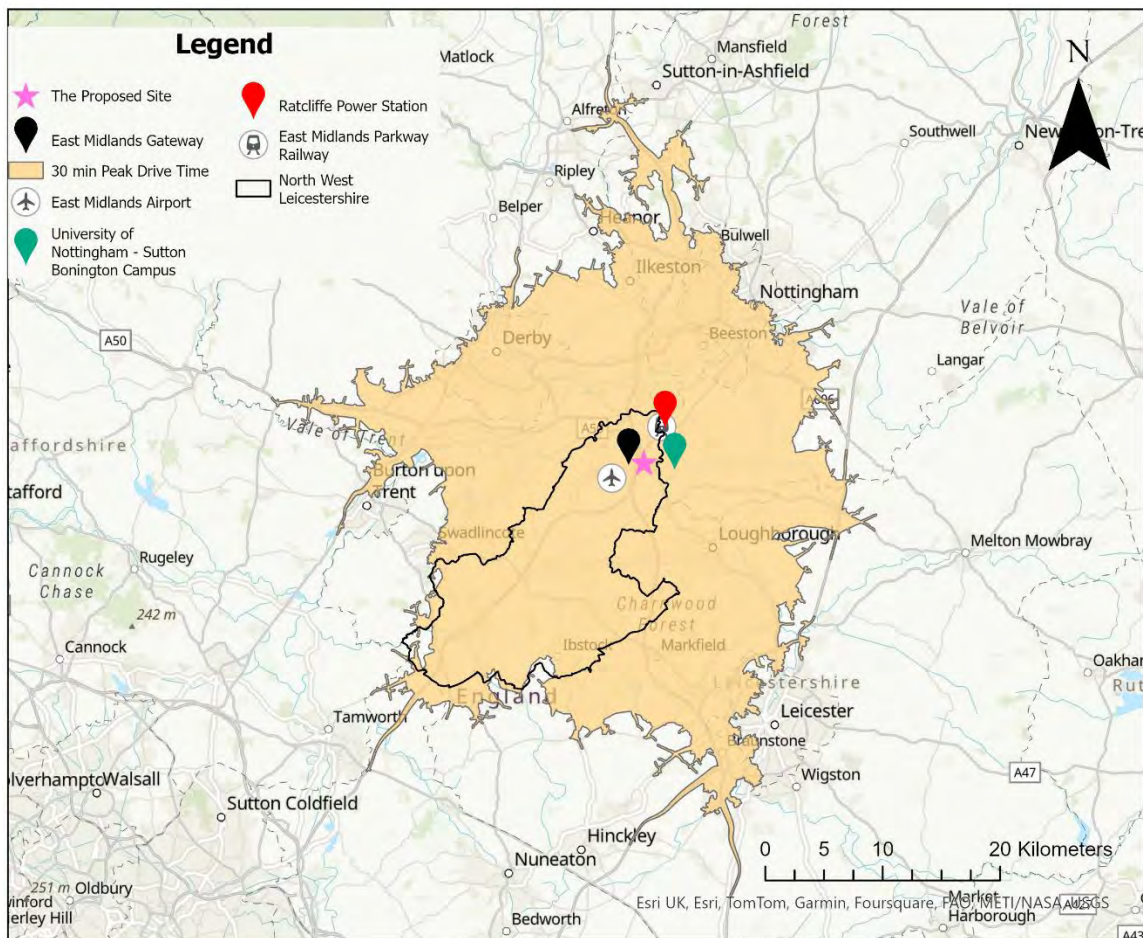 Legend
The Proposed Site
East Midlands Gateway
30 min Peak Drive Time
East Midlands Airport
University of
Nottingham - Sutton
Bonington Campus
Ratcliffe Power Station
East Midlands Parkway
Railway
North West
Leicestershire
Forest
N
Matlock
Mansfield
Sutton-in-Ashfield
Alfreton
Southwell
Ripley
Belper
Heanor
Bulwell
Ilkeston
Nottingham
Vale of
Belvoir
A50
Derby
Beeston
Langar
Vale of Trent
Burton upon
Trent
Swadlincote
Loughborough
Melton Mowbray
Rugeley
Cannock
Chase
242 m
Charnwood
Forest
Ibstock
Markfield
Cannock
England
Leicestershire
Oakham
Tamworth
Leicester
Braunstone
Walsall
Wigston
A47
Sutton Coldfield
Hinckley
0 5 10 20 Kilometers
Nuneaton
251 m
Oldbury
Esri UK, Esri, TomTom, Garmin, Foursquare, FAO, METI/NASA, USGS
Market
Harborough
Bedworth
A43